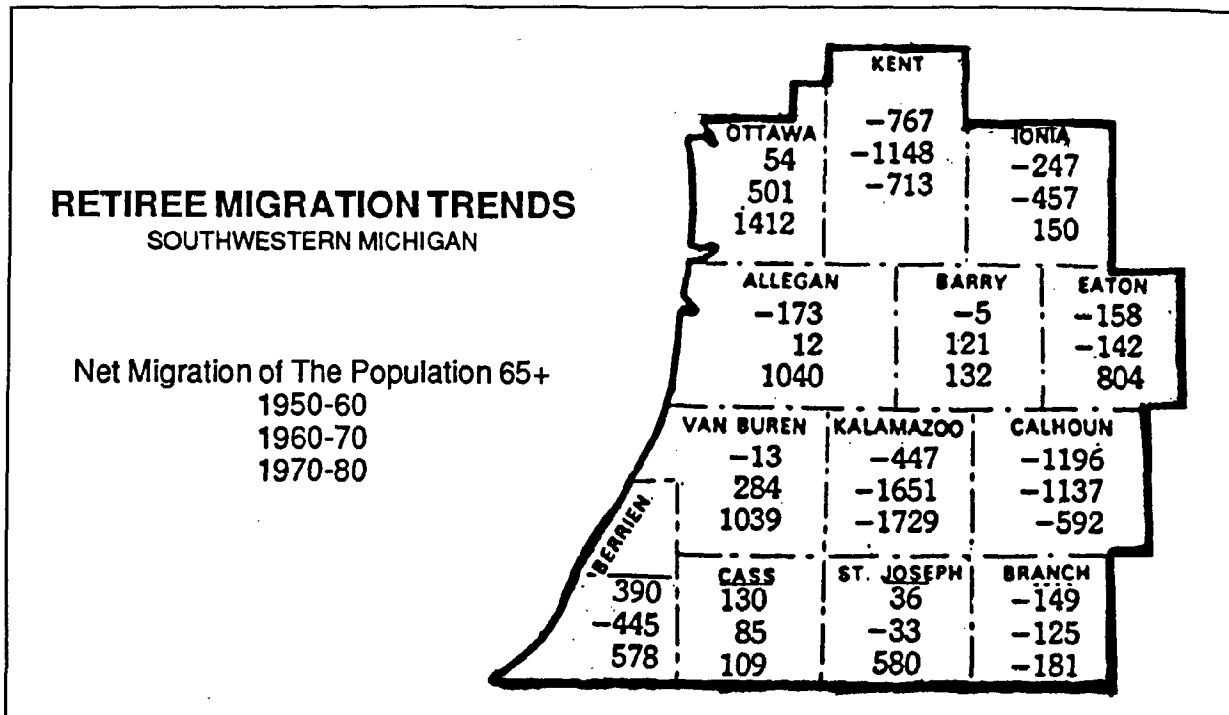 RETIREE MIGRATION TRENDS
SOUTHWESTERN MICHIGAN
Net Migration of The Population 65+
1950-60
1960-70
1970-80
KENT
-767
-1148
-713
OTTAWA
54
501
1412
IONIA
-247
-457
150
ALLEGAN
-173
12
1040
BARRY
-5
121
132
EATON
-158
-142
804
VAN BUREN
-13
284
1039
KALAMAZOO
-447
-1651
-1729
CALHOUN
-1196
-1137
-592
BERRIEN
390
-445
578
CASS
130
85
109
ST. JOSEPH
36
-33
580
BRANCH
-149
-125
-181